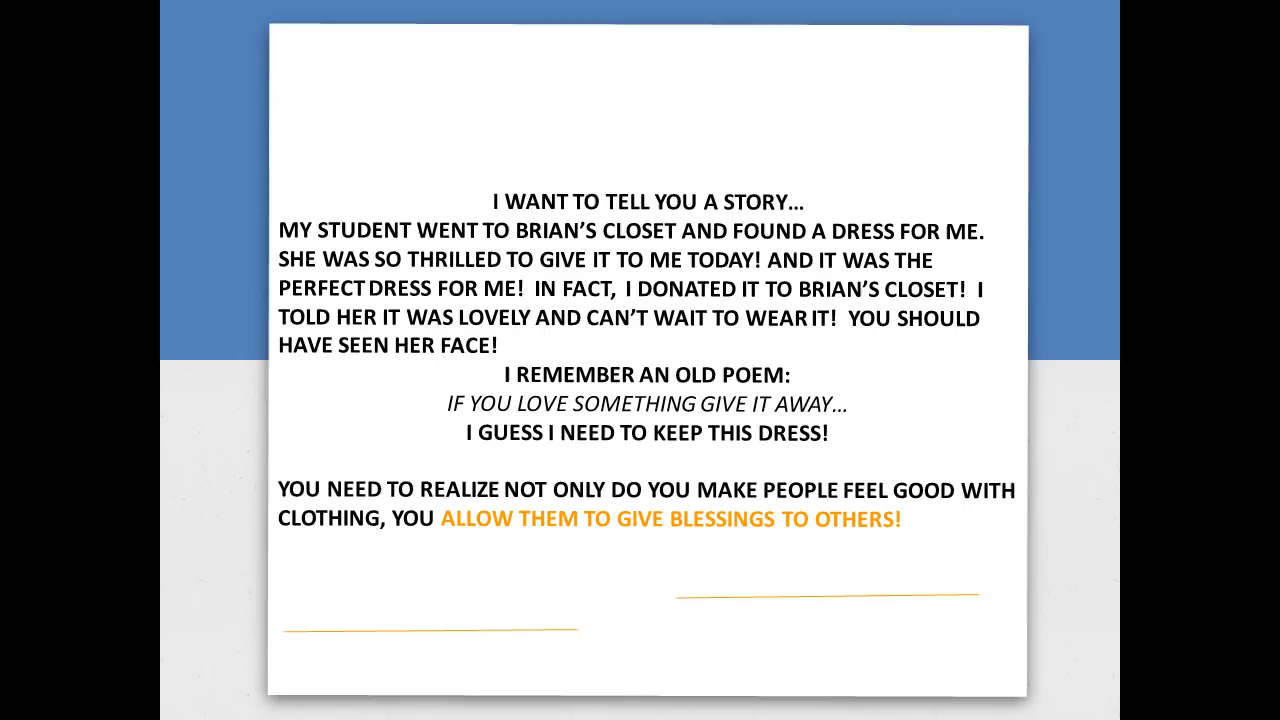 I WANT TO TELL YOU A STORY…
MY STUDENT WENT TO BRIAN’S CLOSET AND FOUND A DRESS FOR ME.
SHE WAS SO THRILLED TO GIVE IT TO ME TODAY! AND IT WAS THE
PERFECT DRESS FOR ME! IN FACT, I DONATED IT TO BRIAN’S CLOSET! I
TOLD HER IT WAS LOVELY AND CAN’T WAIT TO WEAR IT! YOU SHOULD
HAVE SEEN HER FACE!
I REMEMBER AN OLD POEM:
IF YOU LOVE SOMETHING GIVE IT AWAY…
I GUESS I NEED TO KEEP THIS DRESS!
YOU NEED TO REALIZE NOT ONLY DO YOU MAKE PEOPLE FEEL GOOD WITH
CLOTHING, YOU ALLOW THEM TO GIVE BLESSINGS TO OTHERS!